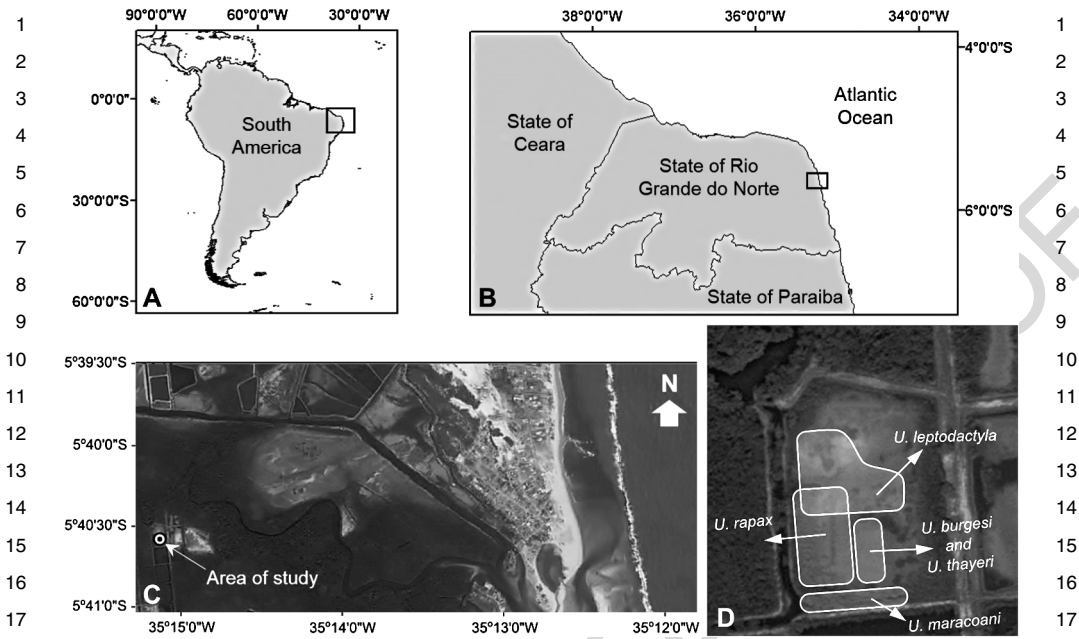 90°0'0"W 60°0'0"W 30°0'0"W
0°0'0"
30°0'0"S
60°0'0"S
South
America
A
38°0'0"W 36°0'0"W 34°0'0"W
4°0'0"S
6°0'0"S
State of
Ceara
State of Rio
Grande do Norte
Atlantic
Ocean
State of Paraiba
B
5°39'30"S
5°40'0"S
5°40'30"S
5°41'0"S
N
Area of study
C
35°15'0"W 35°14'0"W 35°13'0"W 35°12'0"W
U. leptodactyla
U. rapax
U. burgesi
and
U. thayeri
U. maracoani
D
1
2
3
4
5
6
7
8
9
10
11
12
13
14
15
16
17
1
2
3
4
5
6
7
8
9
10
11
12
13
14
15
16
17